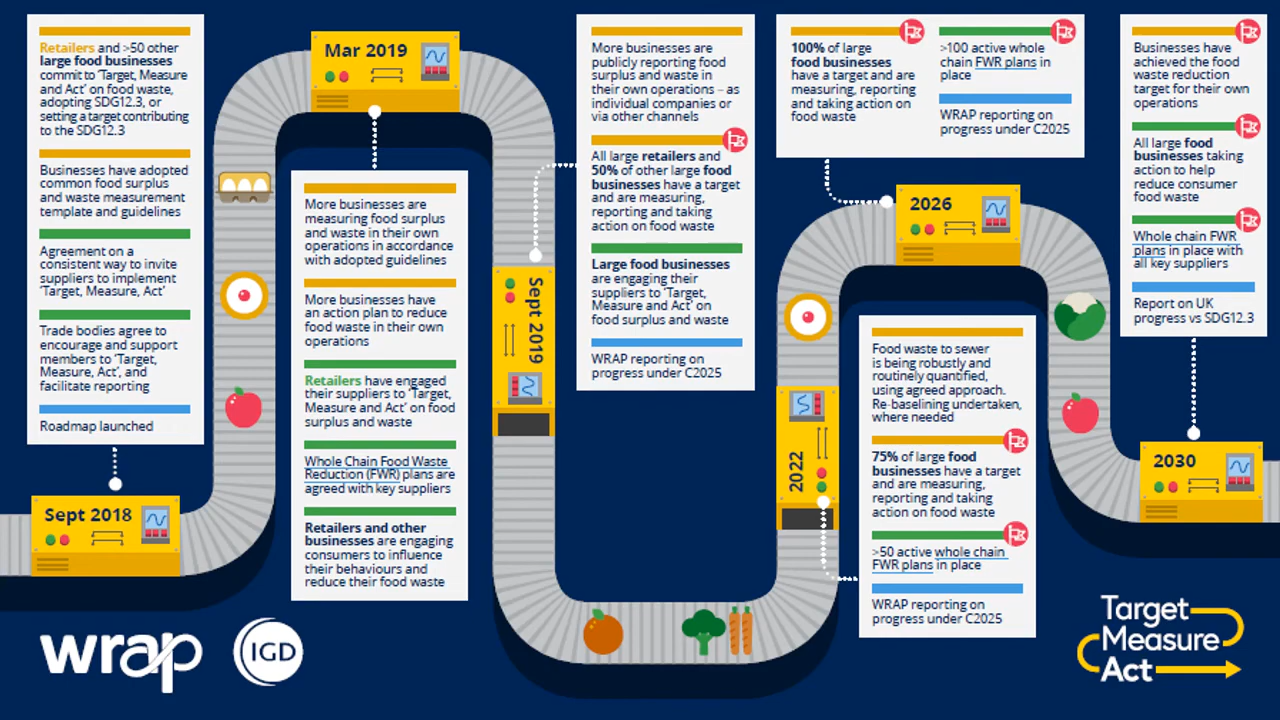 Retailers and >50 other
large food businesses
commit to ‘Target, Measure
and Act’ on food waste,
adopting SDG12.3, or
setting a target contributing
to the SDG12.3
Businesses have adopted
common food surplus
and waste measurement
template and guidelines
Agreement on a
consistent way to invite
suppliers to implement
‘Target, Measure, Act’
Trade bodies agree to
encourage and support
members to ‘Target,
Measure, Act’, and
facilitate reporting
Roadmap launched
Sept 2018
Mar 2019
More businesses are
measuring food surplus
and waste in their own
operations in accordance
with adopted guidelines
More businesses have
an action plan to reduce
food waste in their own
operations
Retailers have engaged
their suppliers to ‘Target,
Measure and Act’ on food
surplus and waste
Whole Chain Food Waste
Reduction (FWR) plans are
agreed with key suppliers
Retailers and other
businesses are engaging
consumers to influence
their behaviours and
reduce their food waste
Sept 2019
More businesses are
publicly reporting food
surplus and waste in
their own operations – as
individual companies or
via other channels
All large retailers and
50% of other large food
businesses have a target
and are measuring,
reporting and taking
action on food waste
Large food businesses
are engaging their
suppliers to ‘Target,
Measure and Act’ on
food surplus and waste
WRAP reporting on
progress under C2025
2022
Food waste to sewer
is being robustly and
routinely quantified,
using agreed approach.
Re-baselining undertaken,
where needed
75% of large food
businesses have a target
and are measuring,
reporting and taking
action on food waste
>50 active whole chain
FWR plans in place
WRAP reporting on
progress under C2025
100% of large
food businesses
have a target and are
measuring, reporting
and taking action on
food waste
>100 active whole
chain FWR plans in
place
WRAP reporting on
progress under C2025
2026
Businesses have
achieved the food
waste reduction
target for their own
operations
All large food
businesses taking
action to help
reduce consumer
food waste
Whole chain FWR
plans in place with
all key suppliers
Report on UK
progress vs SDG12.3
2030
wrap
IGD
Target
Measure
Act